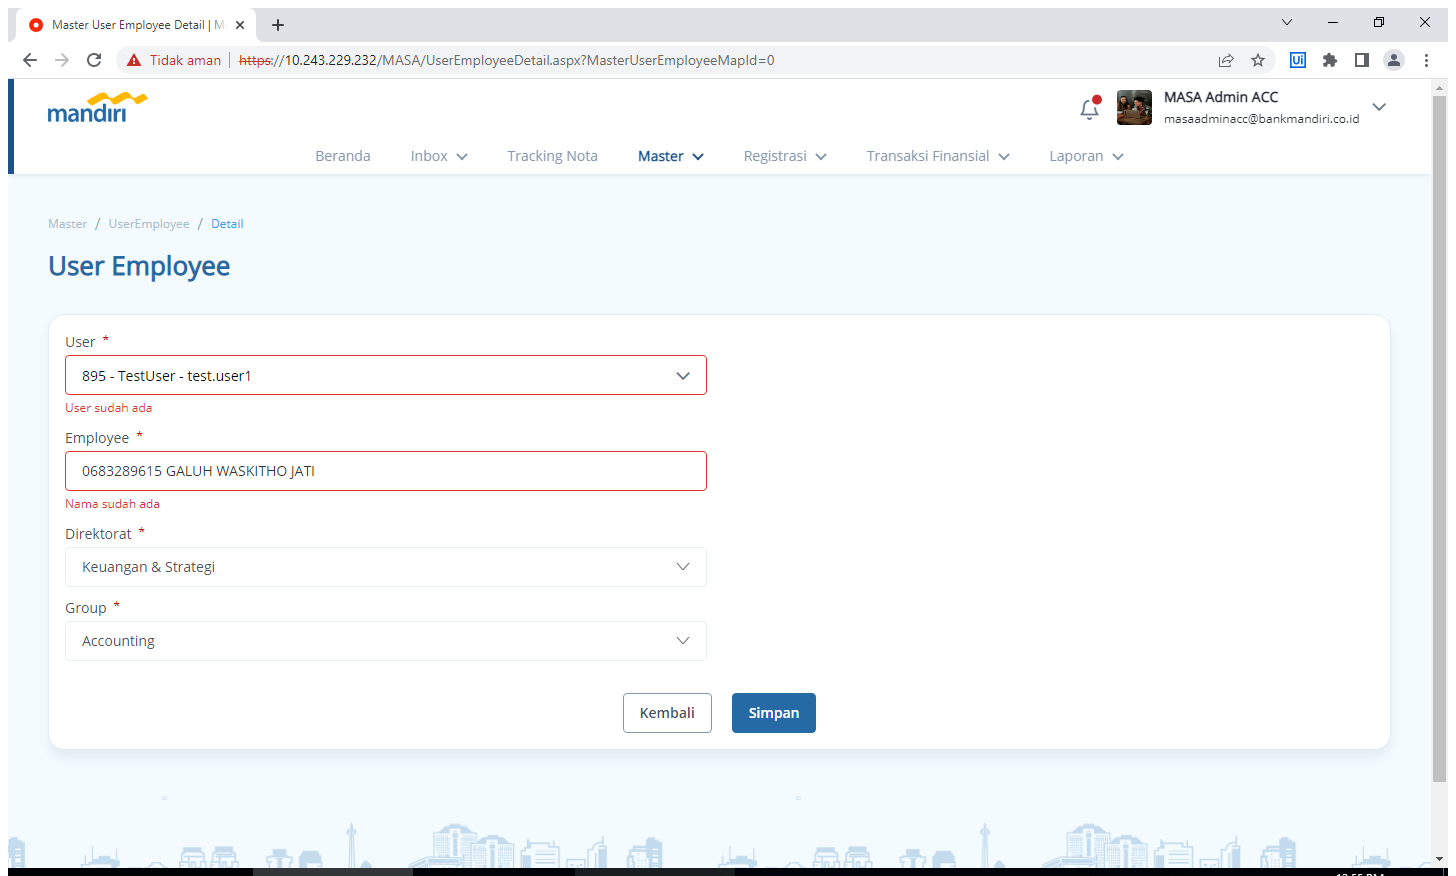 Master User Employee Detail | M
Tidak aman
https://10.243.229.232/MASA/UserEmployeeDetail.aspx?MasterUserEmployeeMapId=0
Ui
mandiri
MASA Admin ACC
masaadminacc@bankmandiri.co.id
Beranda Inbox Tracking Nota Master Registrasi Transaksi Finansial Laporan
Master / UserEmployee / Detail
User Employee
User *
895 - TestUser - test.user1
User sudah ada
Employee *
0683289615 GALUH WASKITHO JATI
Nama sudah ada
Direktorat *
Keuangan & Strategi
Group *
Accounting
Kembali Simpan